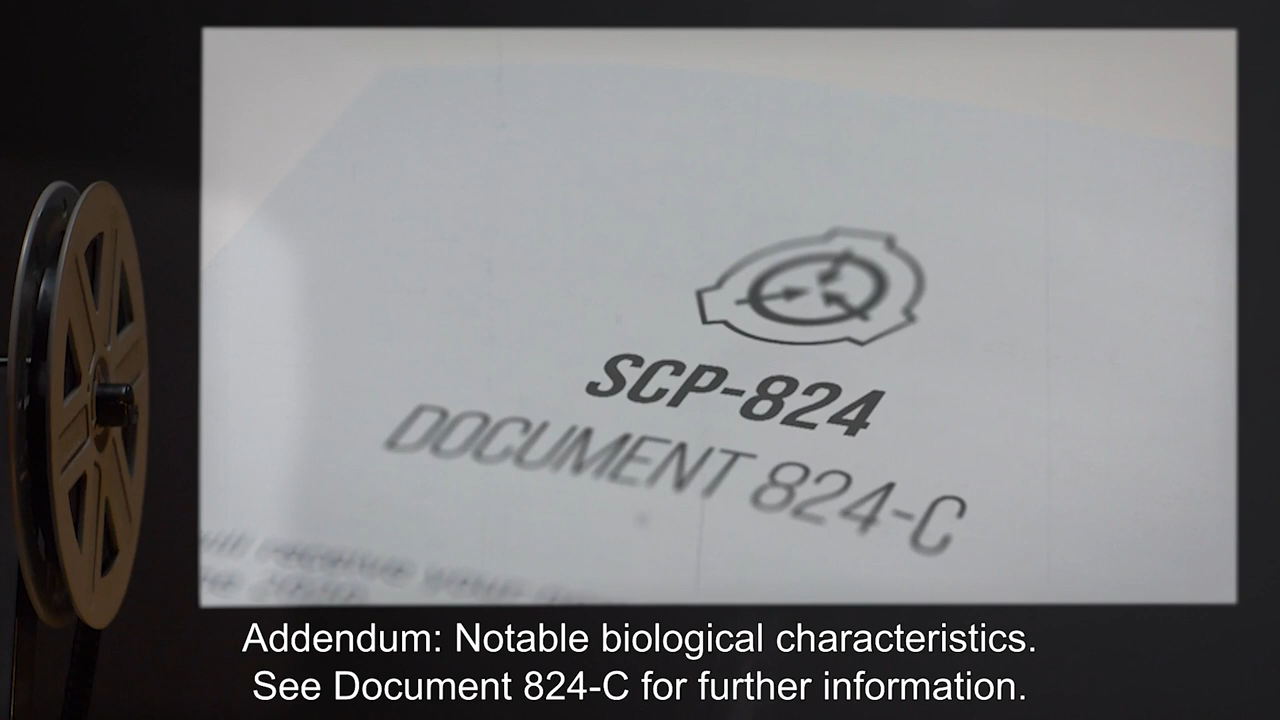 SCP-824
DOCUMENT 824-C
Addendum: Notable biological characteristics.
See Document 824-C for further information.